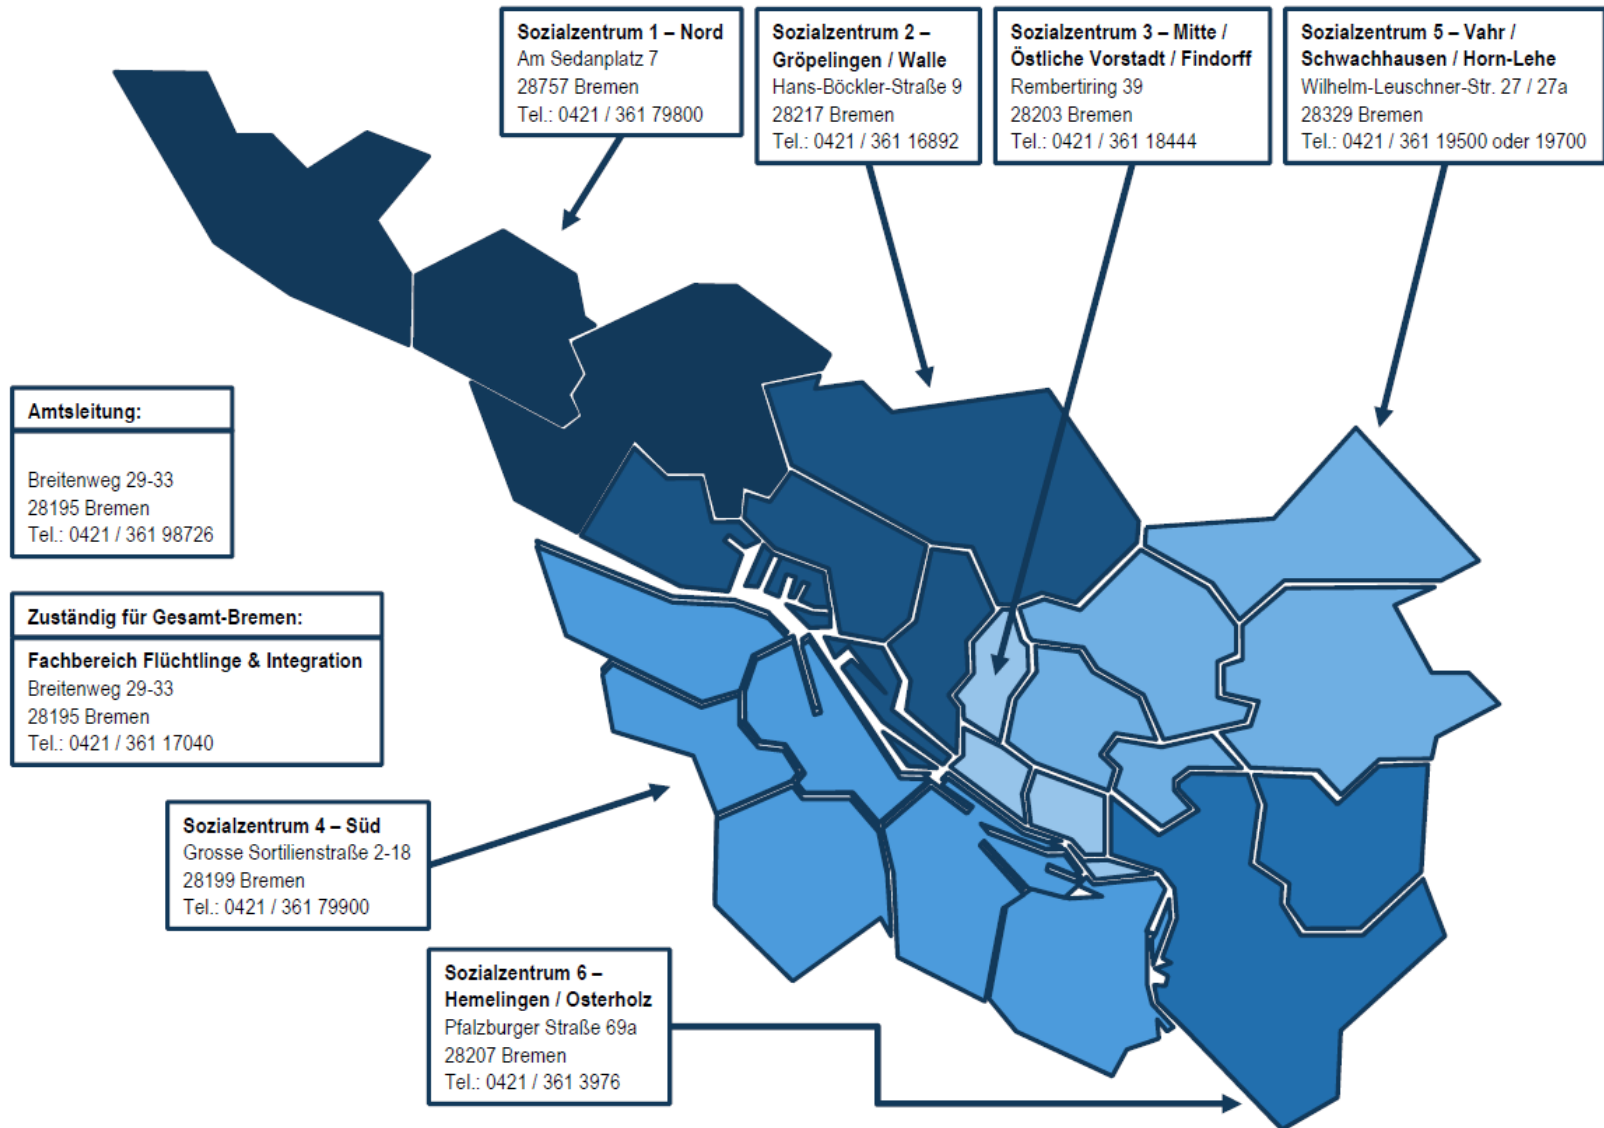 Sozialzentrum 1 – Nord
Am Sedanplatz 7
28757 Bremen
Tel.: 0421 / 361 79800
Sozialzentrum 2 –
Gröpelingen / Walle
Hans-Böckler-Straße 9
28217 Bremen
Tel.: 0421 / 361 16892
Sozialzentrum 3 – Mitte /
Östliche Vorstadt / Findorff
Rembertiring 39
28203 Bremen
Tel.: 0421 / 361 18444
Sozialzentrum 5 – Vahr /
Schwachhausen / Horn-Lehe
Wilhelm-Leuschner-Str. 27 / 27a
28329 Bremen
Tel.: 0421 / 361 19500 oder 19700
Amtsleitung:
Breitenweg 29-33
28195 Bremen
Tel.: 0421 / 361 98726
Zuständig für Gesamt-Bremen:
Fachbereich Flüchtlinge & Integration
Breitenweg 29-33
28195 Bremen
Tel.: 0421 / 361 17040
Sozialzentrum 4 – Süd
Grosse Sortilienstraße 2-18
28199 Bremen
Tel.: 0421 / 361 79900
Sozialzentrum 6 –
Hemelingen / Osterholz
Pfalzburger Straße 69a
28207 Bremen
Tel.: 0421 / 361 3976